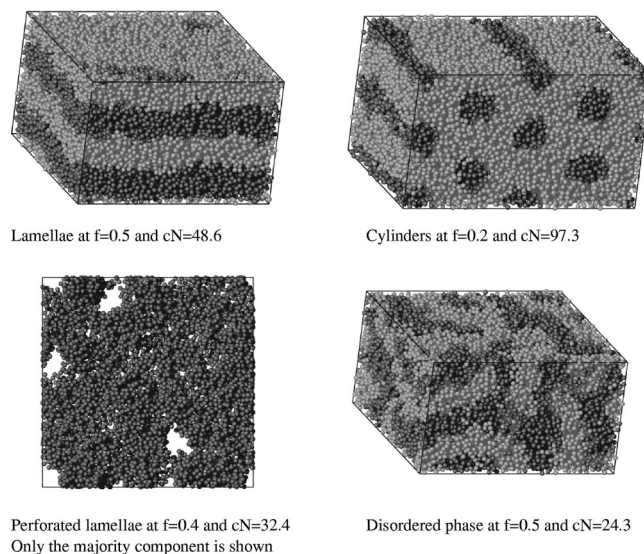 Lamellae at f=0.5 and cN=48.6
Cylinders at f=0.2 and cN=97.3
Perforated lamellae at f=0.4 and cN=32.4
Only the majority component is shown
Disordered phase at f=0.5 and cN=24.3